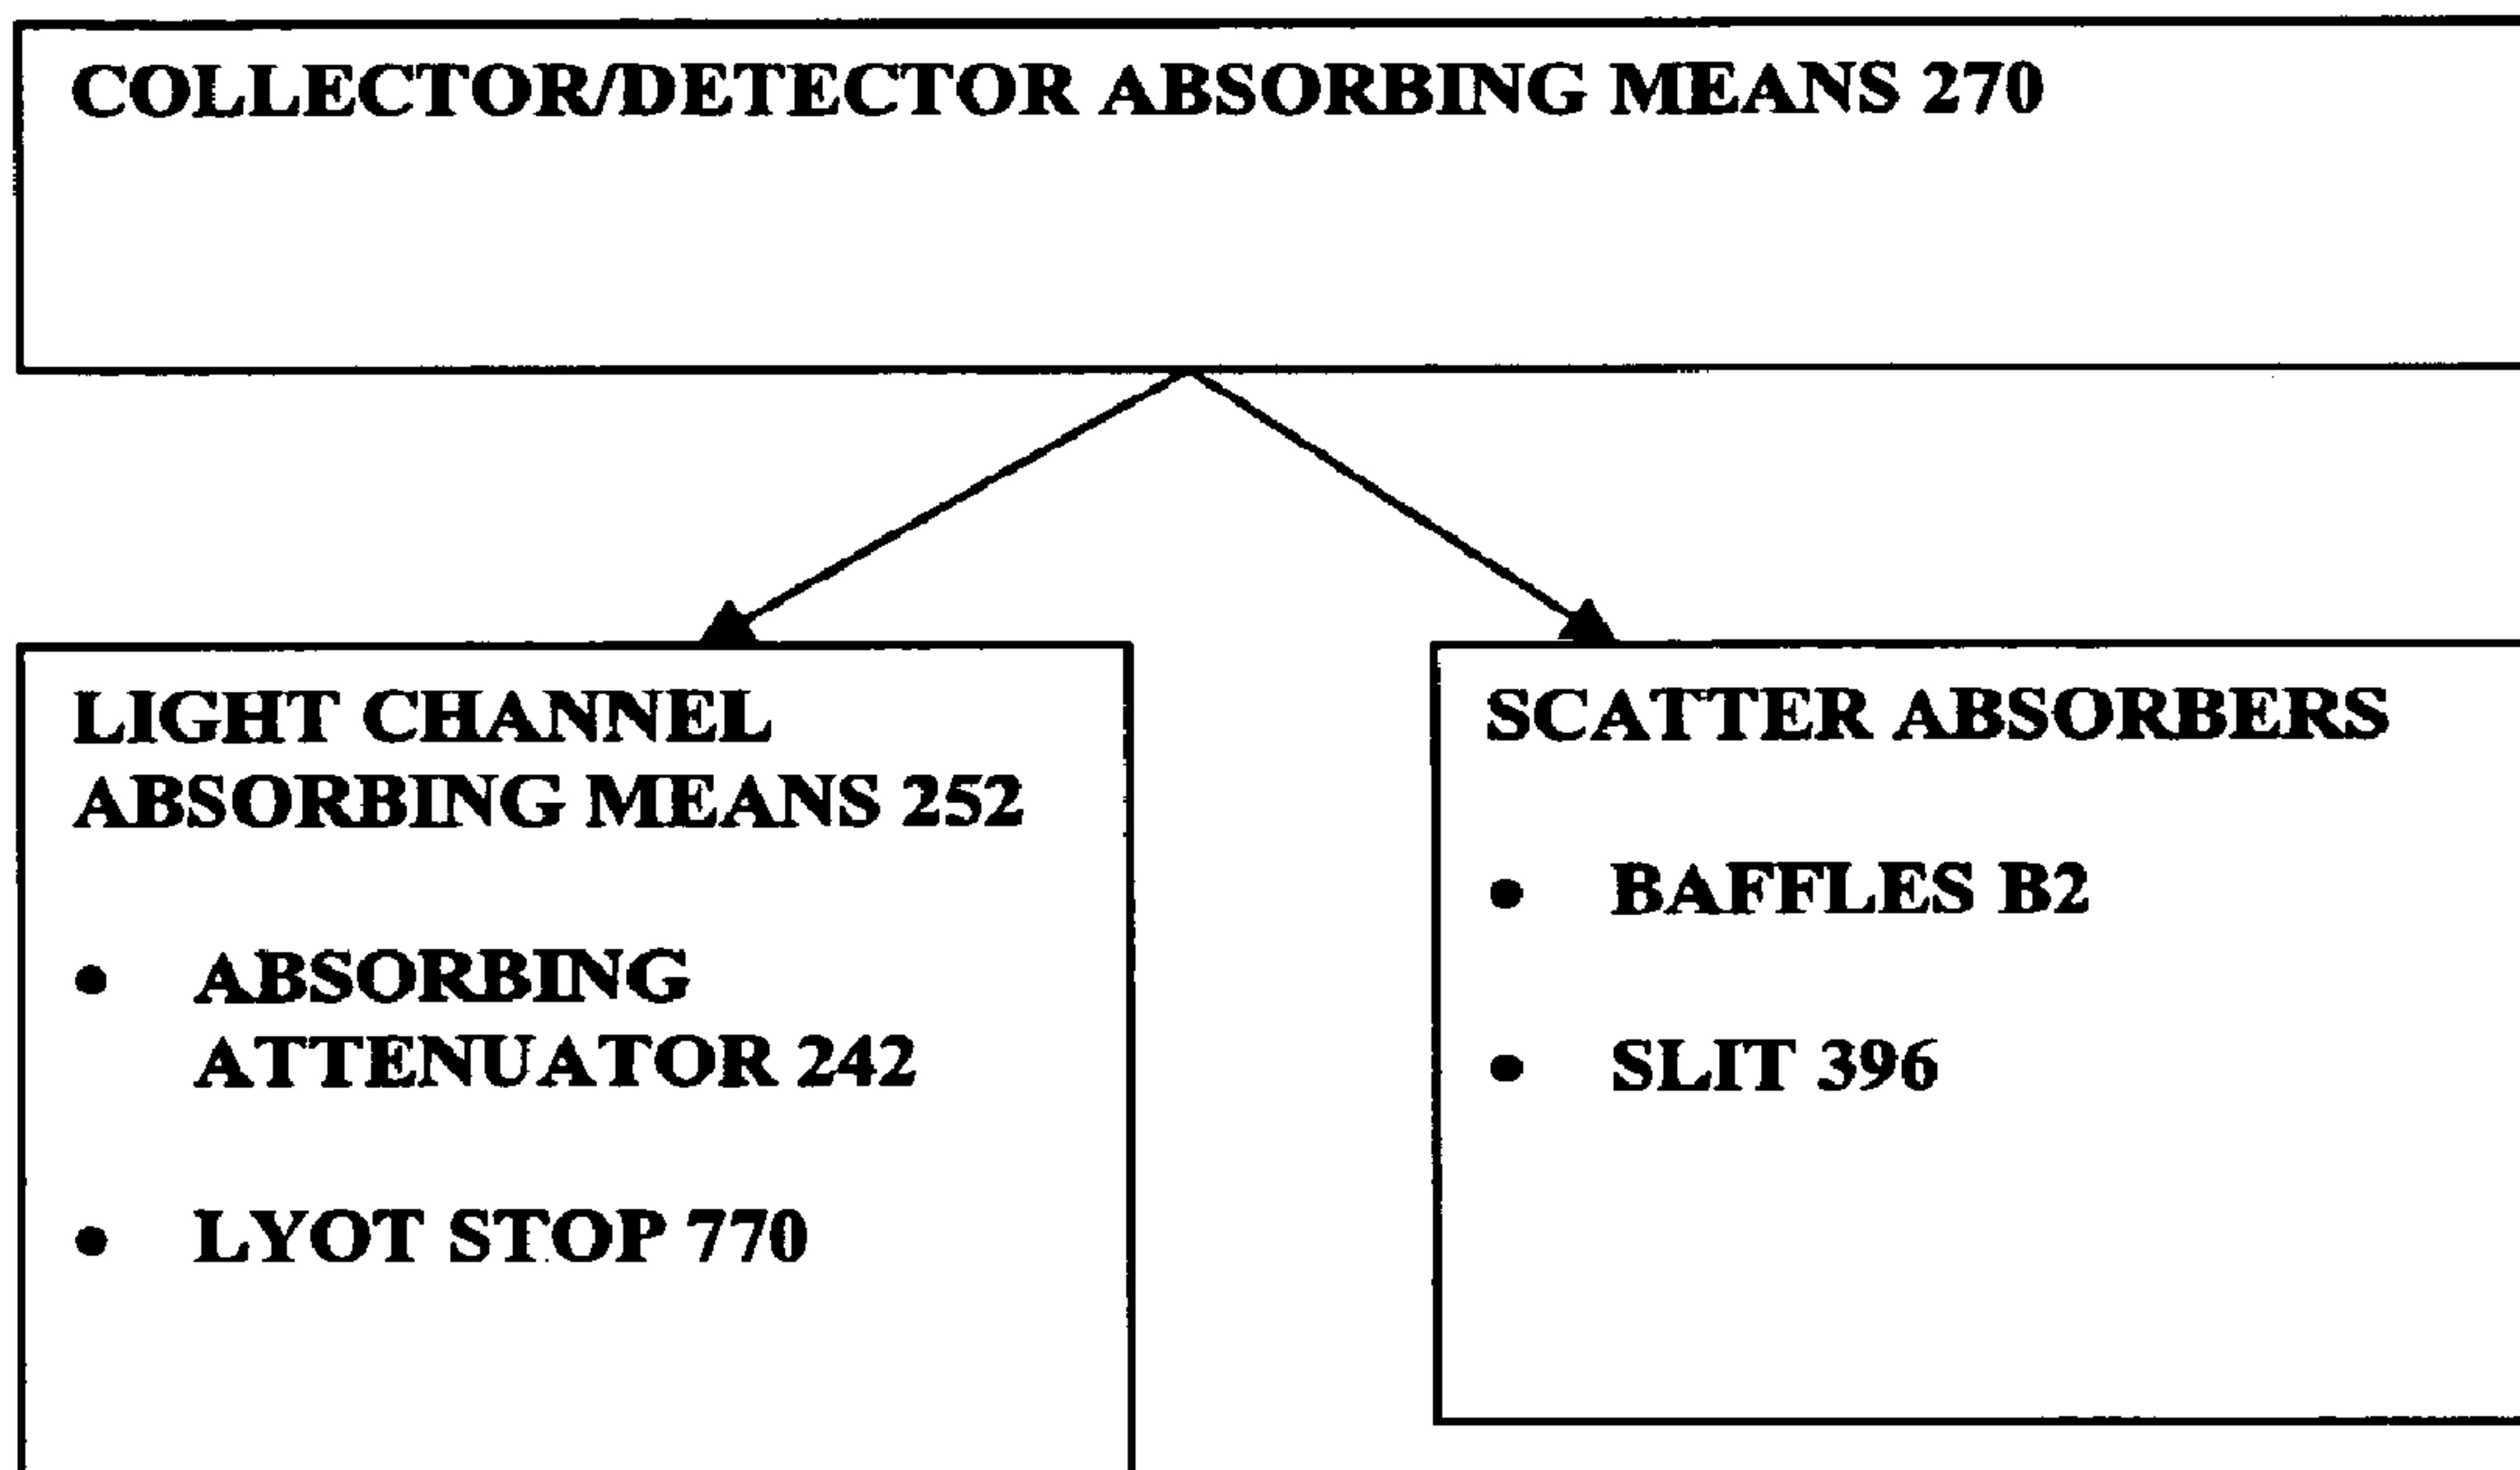 COLLECTOR/DETECTOR ABSORBING MEANS 270
LIGHT CHANNEL
ABSORBING MEANS 252
• ABSORBING
ATTENUATOR 242
• LYOT STOP 770
SCATTER ABSORBERS
• BAFFLES B2
• SLIT 396